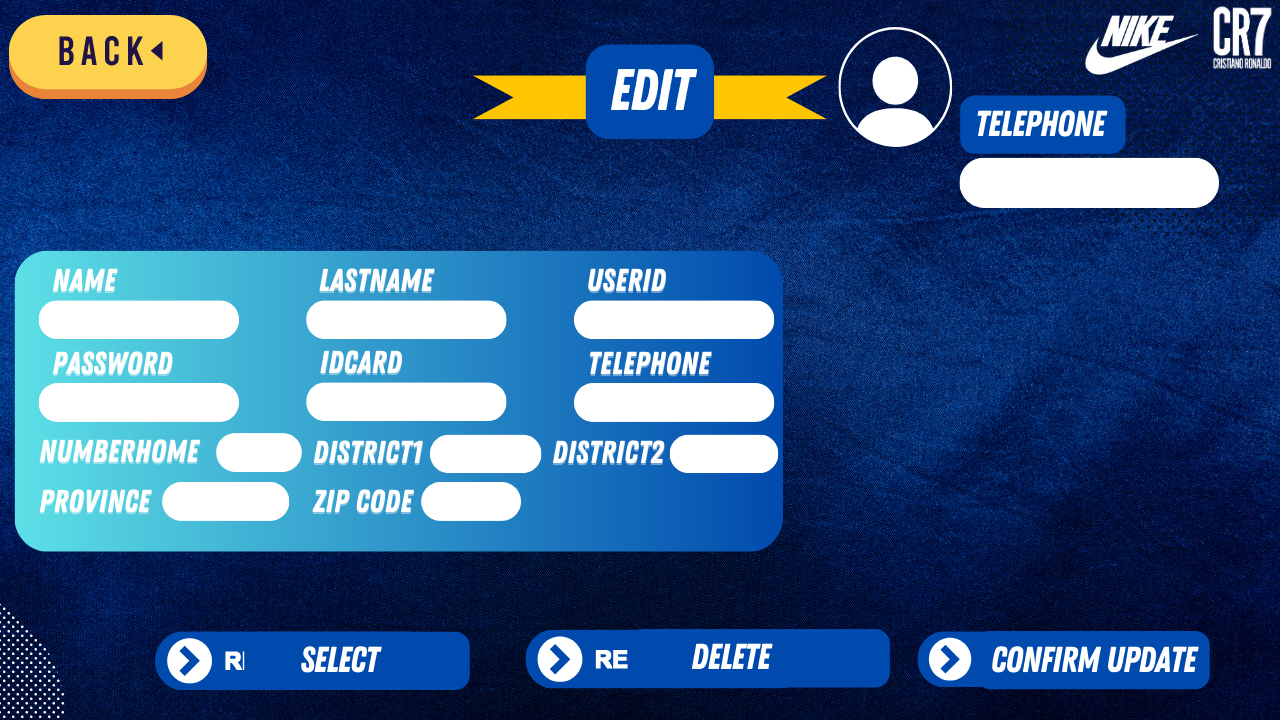 BACK
EDIT
NIKE
CR7
CRISTIANO RONALDO
TELEPHONE
NAME
LASTNAME
USERID
PASSWORD
IDCARD
TELEPHONE
NUMBERHOME
DISTRICT1
DISTRICT2
PROVINCE
ZIP CODE
SELECT
RE
DELETE
CONFIRM UPDATE